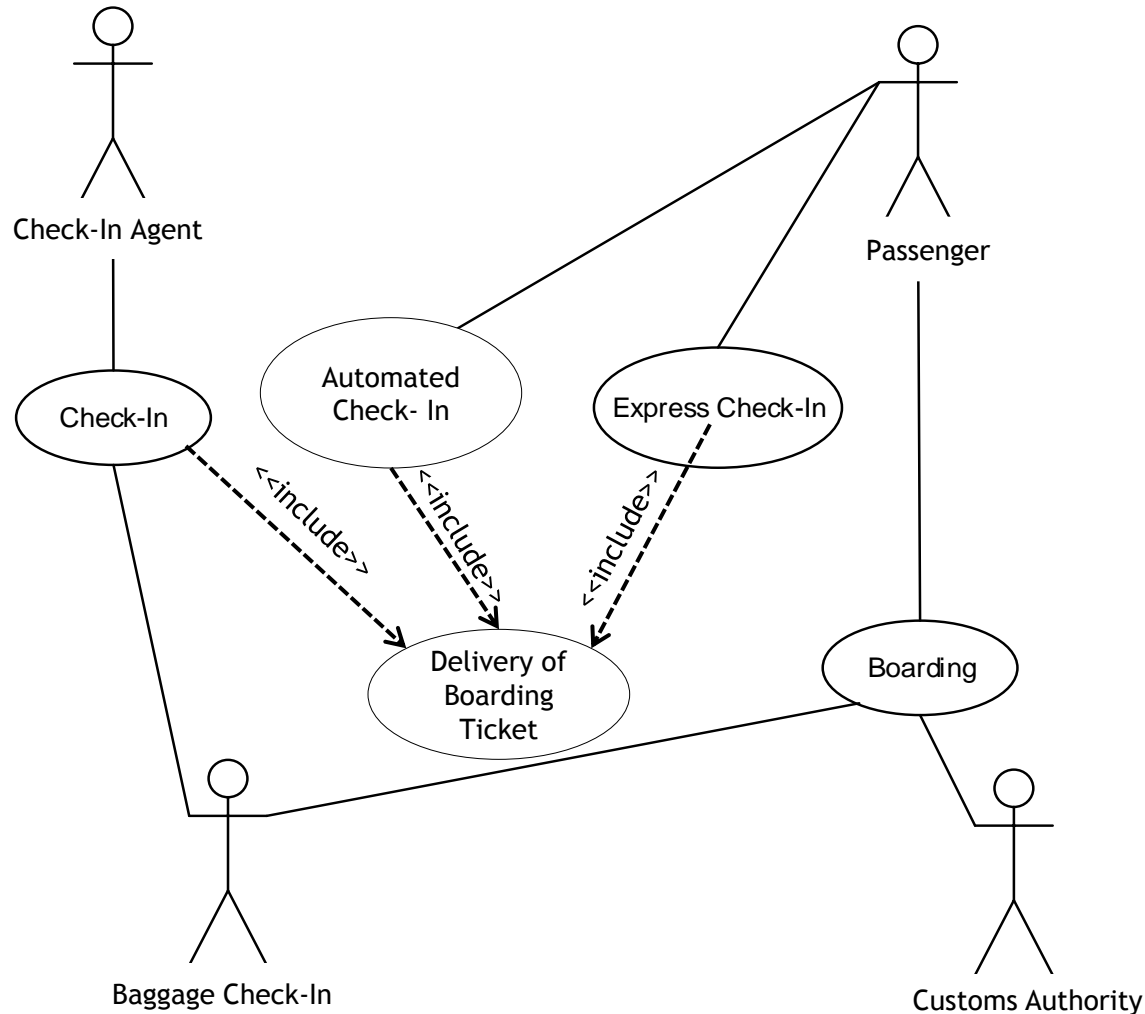 Check-In Agent
Passenger
Automated
Check- In
Check-In
Express Check-In
<<include>>
<<include>>
<<include>>
Delivery of
Boarding
Ticket
Boarding
Baggage Check-In
Customs Authority